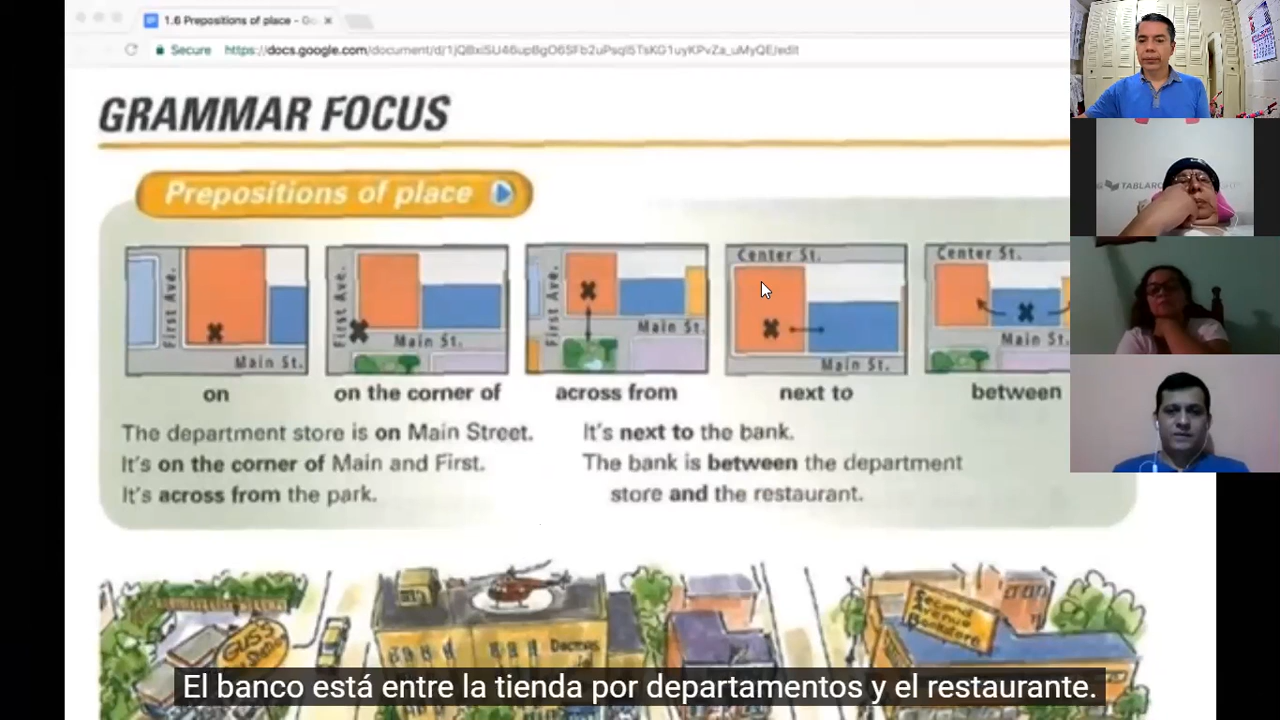 1.6 Prepositions of place - Go
Secure
GRAMMAR FOCUS
Prepositions of place
First Ave.
Main St.
First Ave.
Main St.
First Ave.
Main St.
Center St.
Main St.
Center St.
Main St.
on
on the corner of
across from
next to
between
The department store is on Main Street.
It's on the corner of Main and First.
It's across from the park.
It's next to the bank.
The bank is between the department
store and the restaurant.
GUS'S
Second
Avenue
El banco está entre la tienda por departamentos y el restaurante.